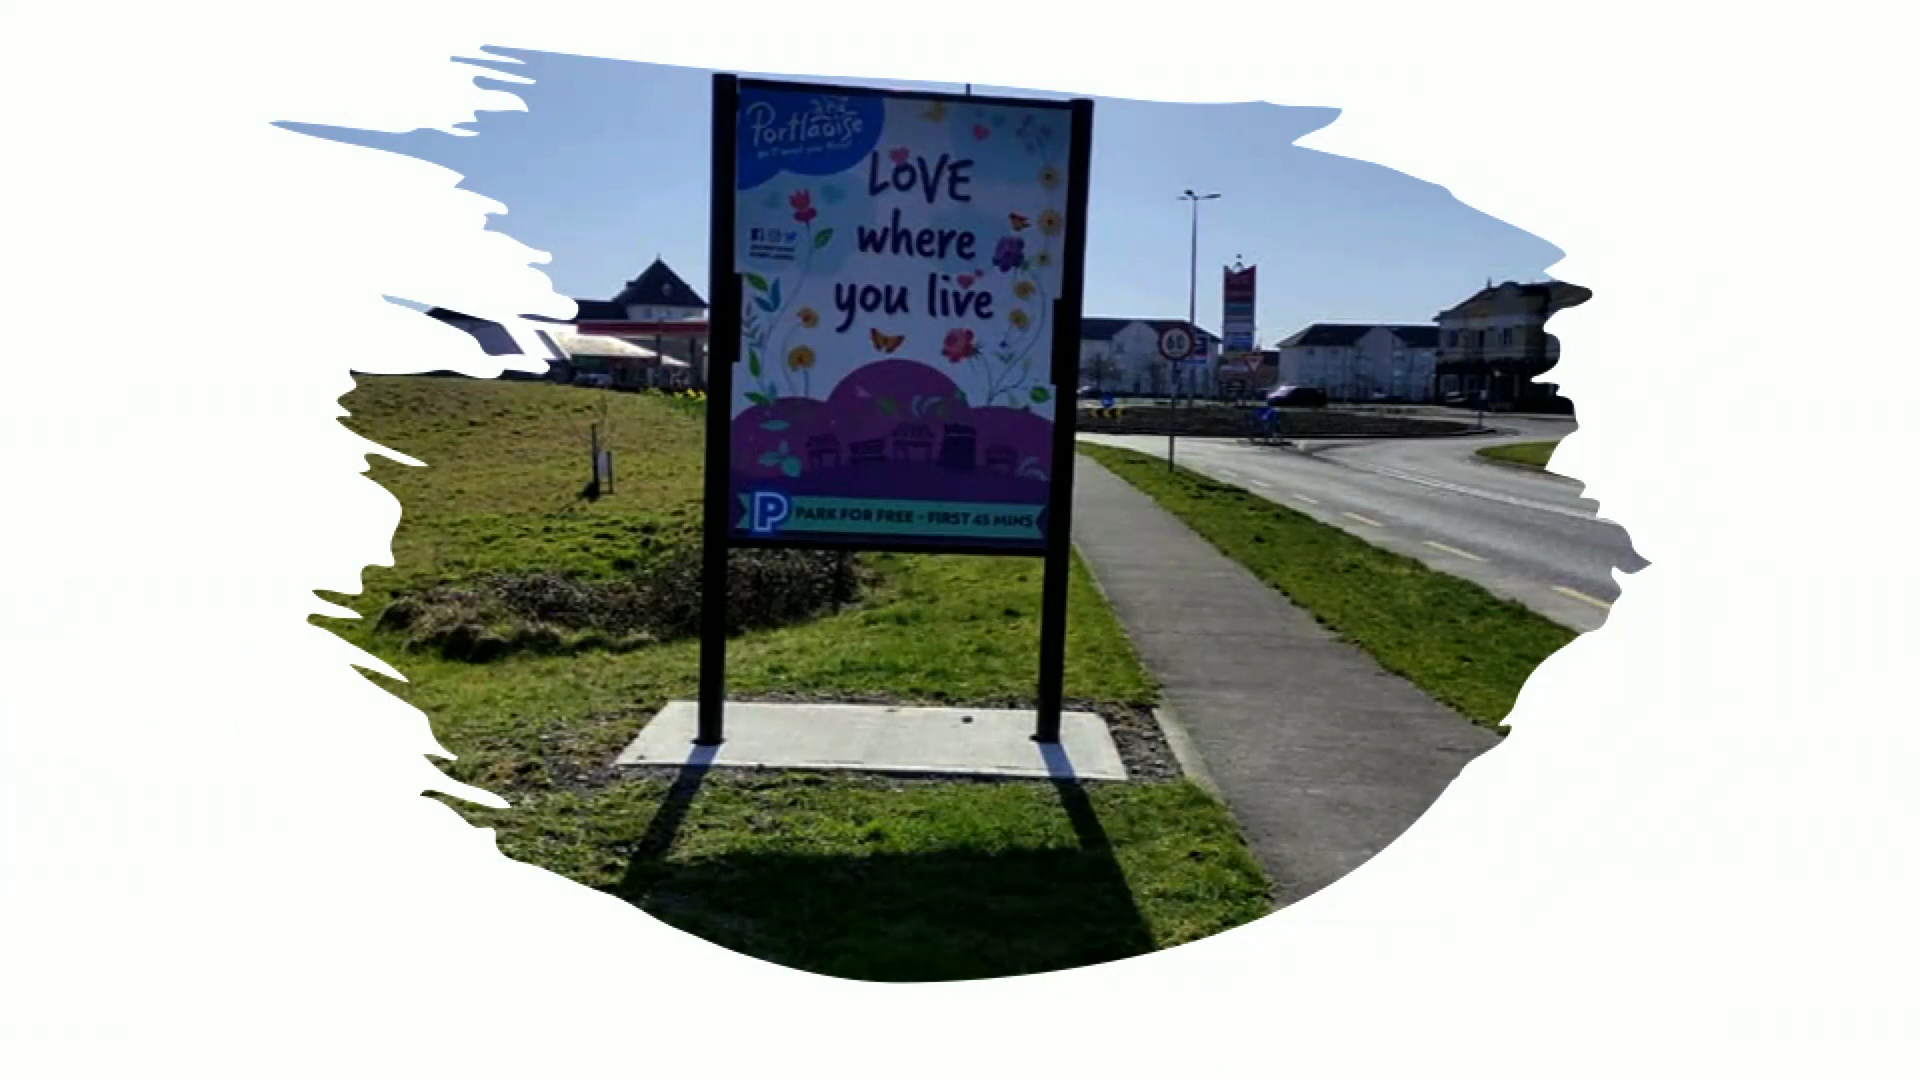 Portlaoise
LOVE
where
you live
P PARK FOR FREE - FIRST 45 MINS
60